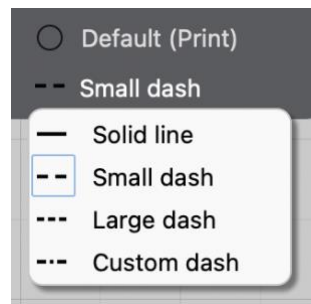 Default (Print)
Small dash
Solid line
Small dash
Large dash
Custom dash